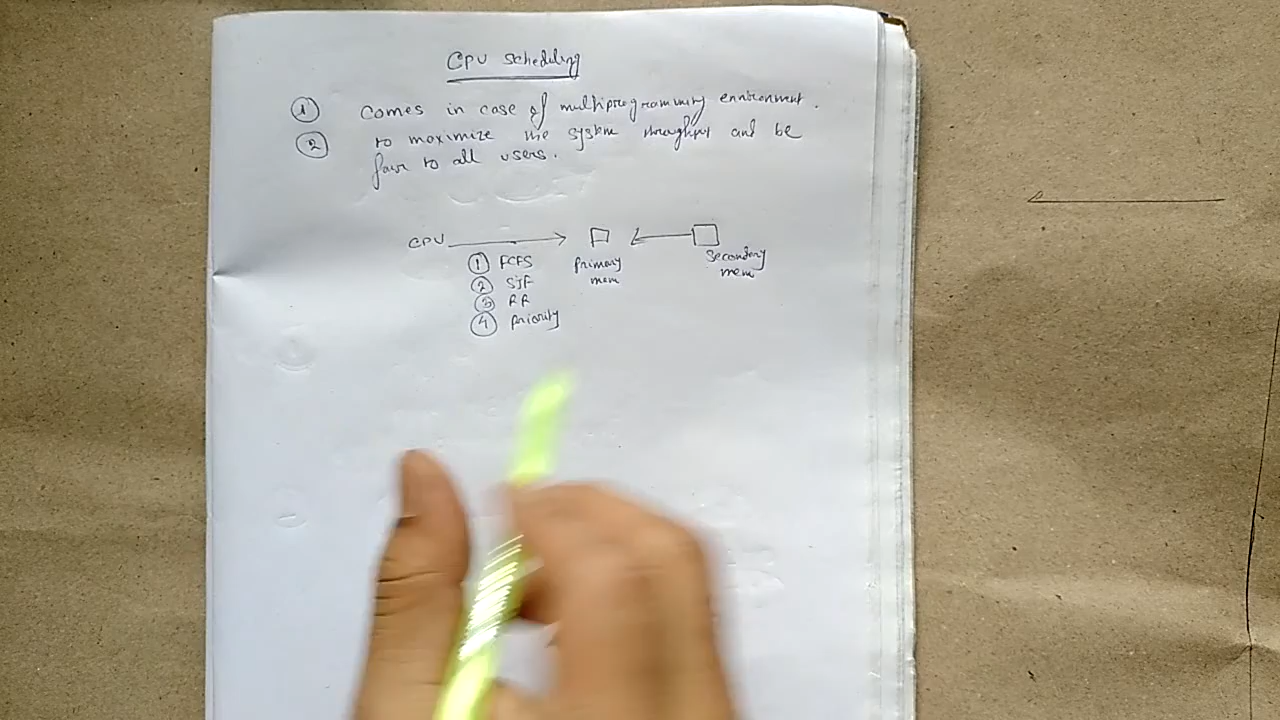 CPU scheduling
① Comes in case of multiprogramming environment.
② to maximize the system throughput and be
fair to all users.
CPU
Primary
mem
Secondary
mem
① FCFS
② SJF
③ RR
④ Priority